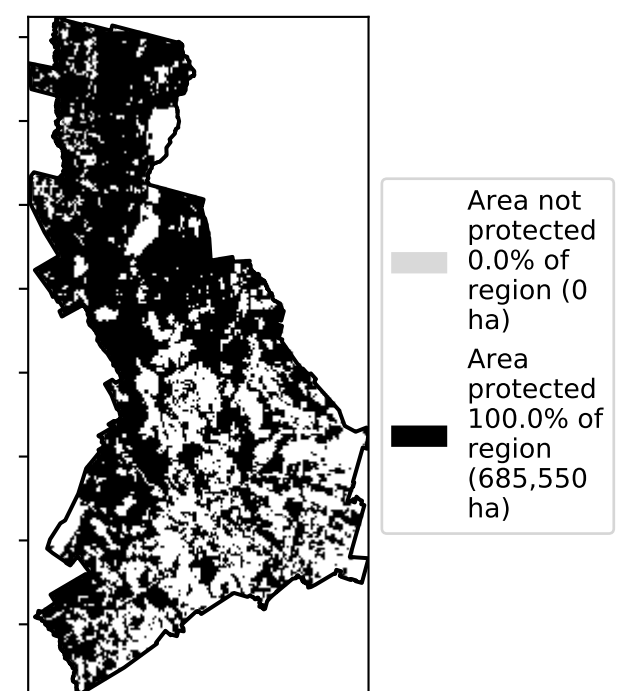 Area not
protected
0.0% of
region (0
ha)
Area
protected
100.0% of
region
(685,550
ha)